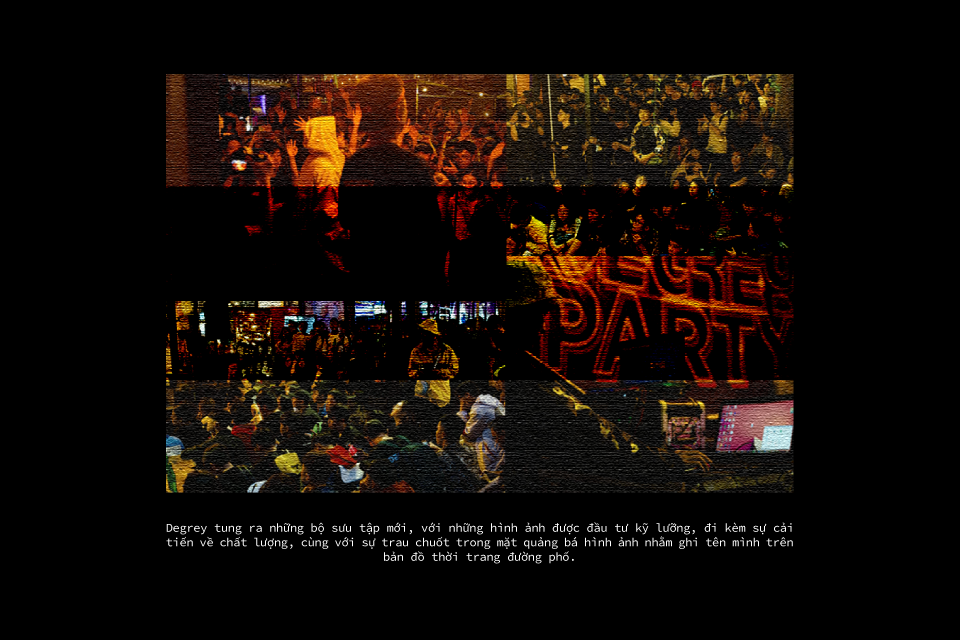 DEGREY
PARTY
Degrey tung ra những bộ sưu tập mới, với những hình ảnh được đầu tư kỹ lưỡng, đi kèm sự cải
tiến về chất lượng, cùng với sự trau chuốt trong mặt quảng bá hình ảnh nhằm ghi tên mình trên
bản đồ thời trang đường phố.